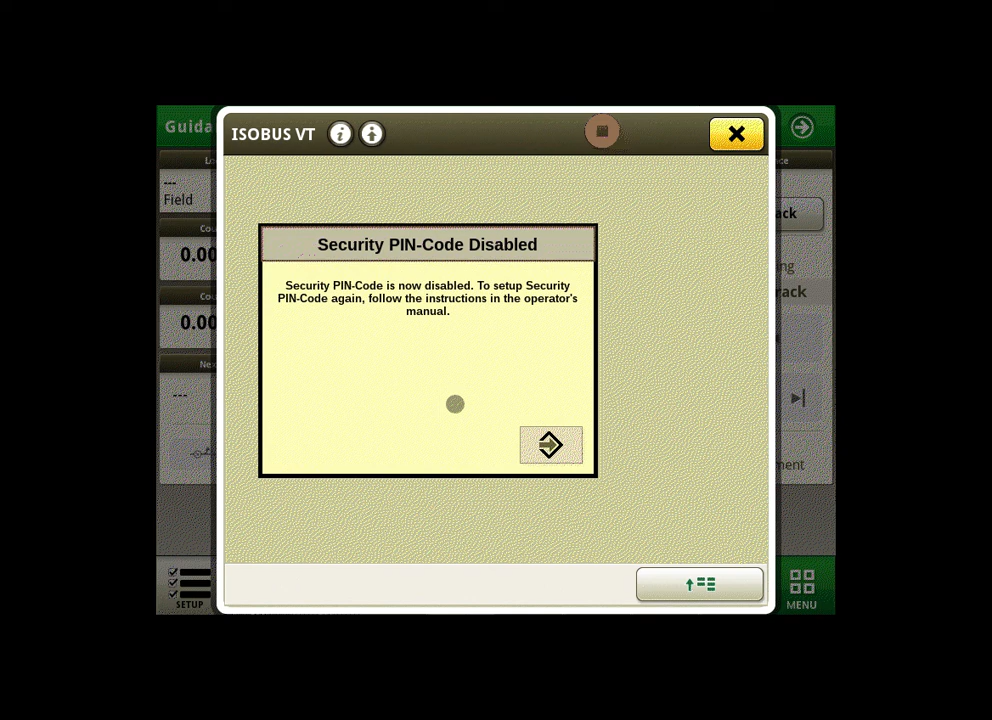 Guida
ISOBUS VT
---
Field
0.00
0.00
---
Security PIN-Code Disabled
Security PIN-Code is now disabled. To setup Security
PIN-Code again, follow the instructions in the operator's
manual.
ack
ng
rack
ment
SETUP
MENU